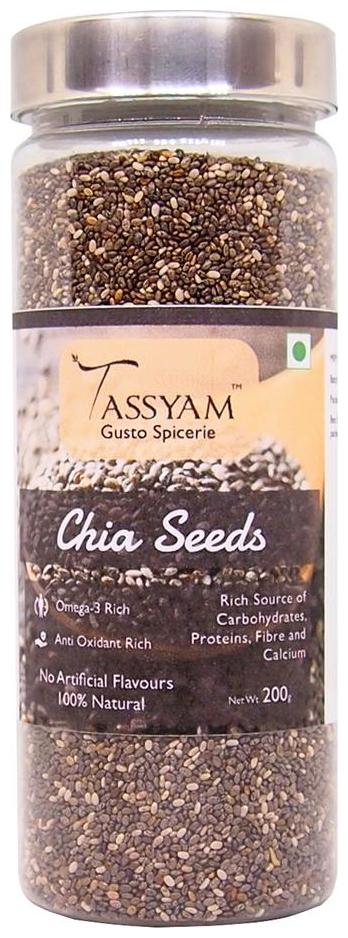 TASSYAM™
Gusto Spicerie
Chia Seeds
Omega-3 Rich
Anti Oxidant Rich
No Artificial Flavours
100% Natural
Rich Source of
Carbohydrates,
Proteins, Fibre and
Calcium
Net Wt. 200g